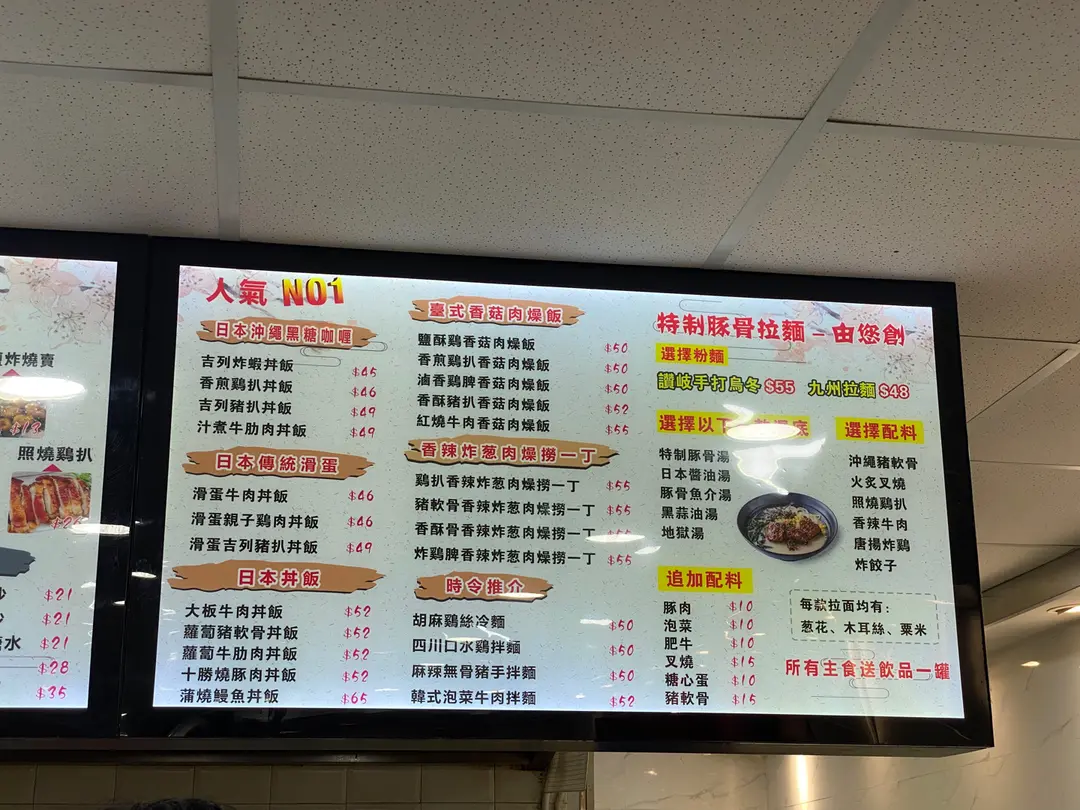 炸燒賣
照燒鷄扒
$21
$21
水 $21
$28
$35
人氣 NO1
日本沖繩黑糖咖喱
吉列炸蝦丼飯 $45
香煎鷄扒丼飯 $46
吉列豬扒丼飯 $49
汁煮牛肋肉丼飯 $49
日本傳統滑蛋
滑蛋牛肉丼飯 $46
滑蛋親子鷄肉丼飯 $46
滑蛋吉列豬扒丼飯 $49
日本丼飯
大板牛肉丼飯 $52
蘿蔔豬軟骨丼飯 $52
蘿蔔牛肋肉丼飯 $52
十勝燒豚肉丼飯 $52
蒲燒鰻魚丼飯 $65
臺式香菇肉燥飯
鹽酥鷄香菇肉燥飯 $50
香煎鷄扒香菇肉燥飯 $50
滷香鷄脾香菇肉燥飯 $50
香酥豬扒香菇肉燥飯 $52
紅燒牛肉香菇肉燥飯 $55
香辣炸葱肉燥撈一丁
鷄扒香辣炸葱肉燥撈一丁 $55
豬軟骨香辣炸葱肉燥撈一丁 $55
香酥骨香辣炸葱肉燥撈一丁
炸鷄脾香辣炸葱肉燥撈一丁 $55
時令推介
胡麻鷄絲冷麵 $50
四川口水鷄拌麵 $50
麻辣無骨豬手拌麵 $50
韓式泡菜牛肉拌麵 $52
特制豚骨拉麵 – 由您創
選擇粉麵
讚岐手打烏冬 $55 九州拉麵 $48
選擇以丁 底
特制豚骨湯
日本醬油湯
豚骨魚介湯
黑蒜油湯
地獄湯
選擇配料
沖繩豬軟骨
火炙叉燒
照燒鷄扒
香辣牛肉
唐揚炸鷄
炸餃子
追加配料
豚肉 $10
泡菜 $10
肥牛 $10
叉燒 $15
糖心蛋 $10
豬軟骨 $15
每款拉面均有:
葱花、木耳絲、粟米
所有主食送飲品一罐